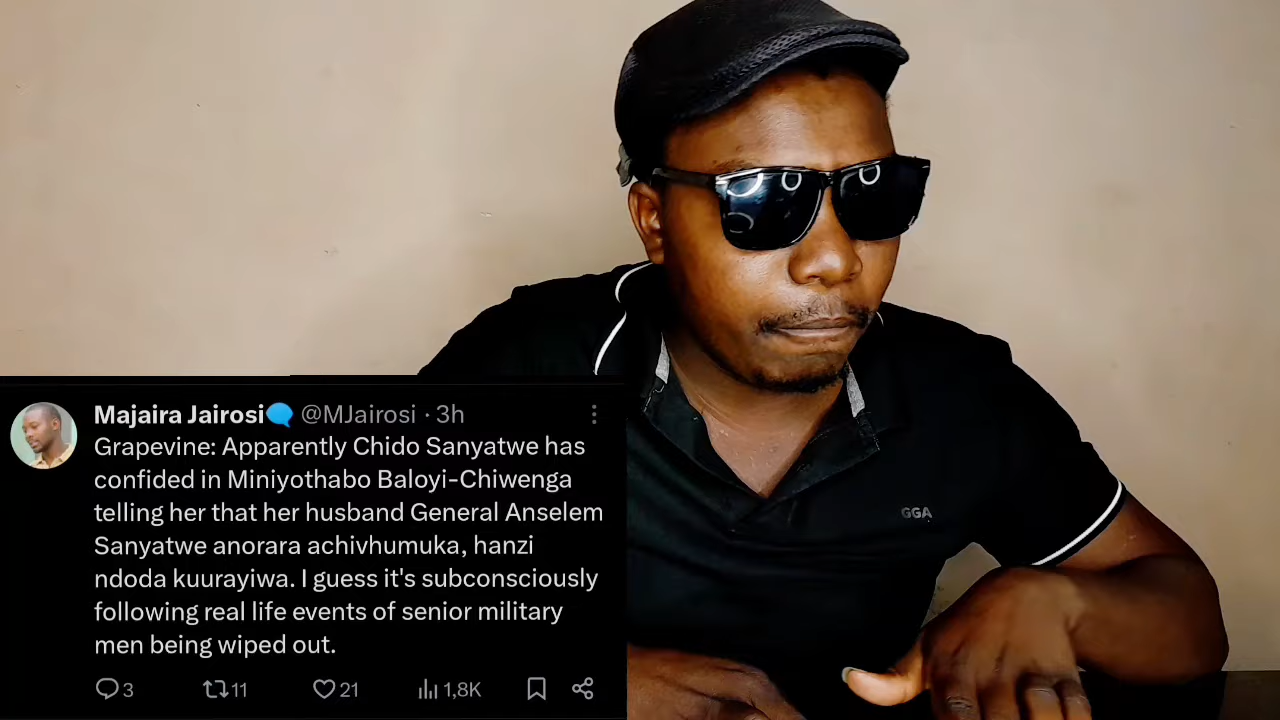 Majaira Jairosi @MJairosi · 3h
Grapevine: Apparently Chido Sanyatwe has
confided in Miniyothabo Baloyi-Chiwenga
telling her that her husband General Anselem
Sanyatwe anorara achivhumuka, hanzi
ndoda kuurayiwa. I guess it's subconsciously
following real life events of senior military
men being wiped out.
3 11 21 1,8K
GGA